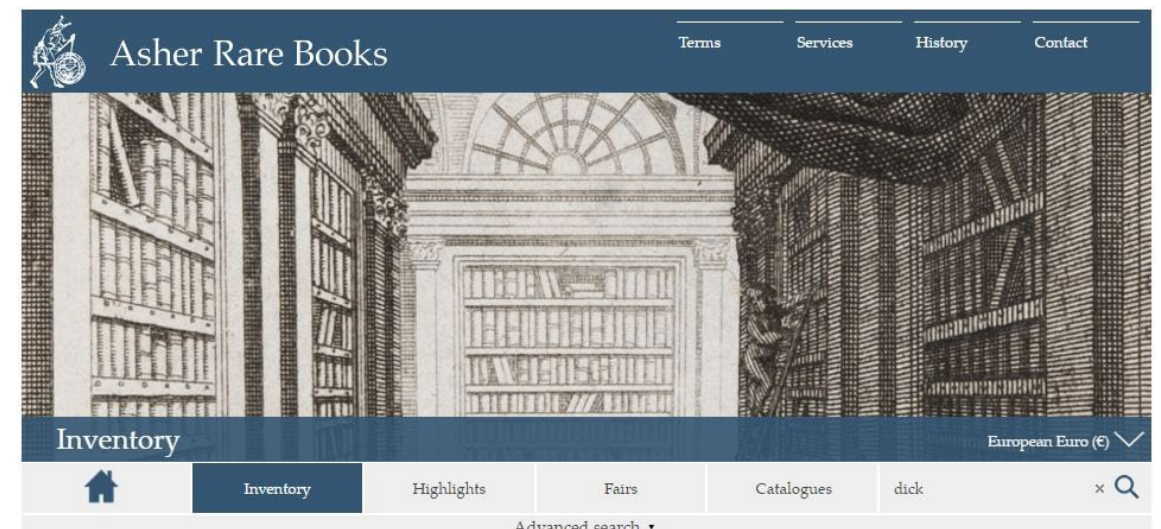 Asher Rare Books
Terms Services History Contact
Inventory
European Euro (€)
Inventory Highlights Fairs Catalogues dick ×
Advanced search